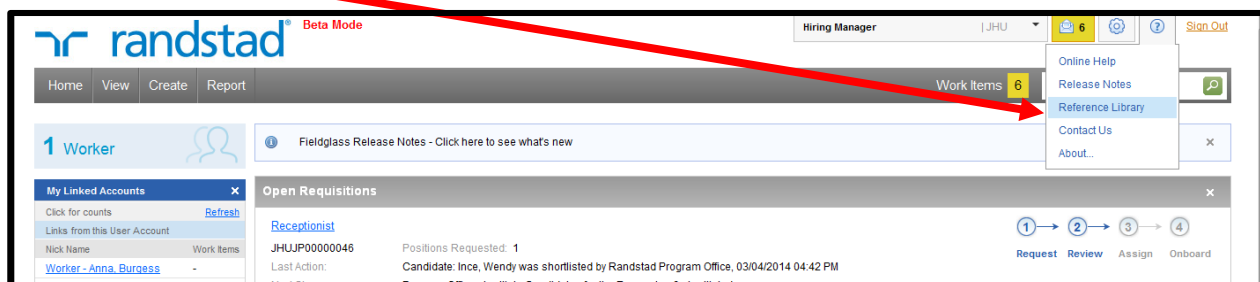 randstad® Beta Mode
Hiring Manager | JHU 6 Sign Out
Online Help
Release Notes
Reference Library
Contact Us
About...
Home View Create Report Work Items 6
1 Worker
Fieldglass Release Notes - Click here to see what's new
My Linked Accounts
Click for counts Refresh
Links from this User Account
Nick Name Work Items
Worker - Anna, Burgess -
Open Requisitions
Receptionist
JHUJP00000046 Positions Requested: 1
Last Action: Candidate: Ince, Wendy was shortlisted by Randstad Program Office, 03/04/2014 04:42 PM
1 2 3 4
Request Review Assign Onboard